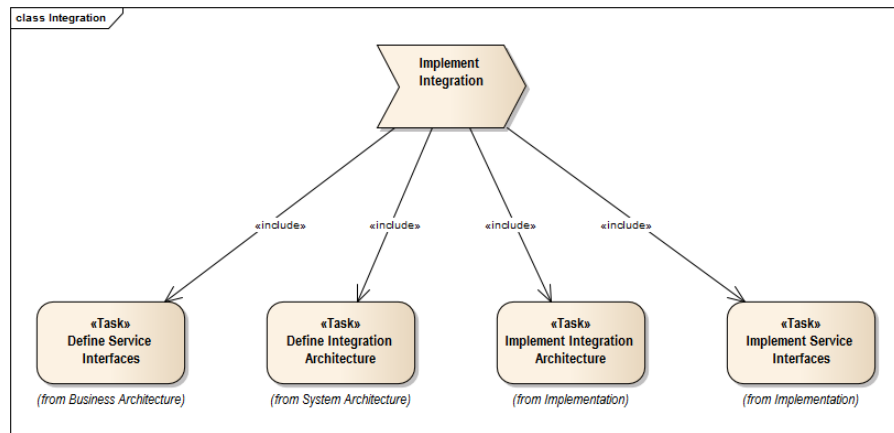 class Integration
Implement
Integration
«include»
«include»
«include»
«include»
«Task»
Define Service
Interfaces
(from Business Architecture)
«Task»
Define Integration
Architecture
(from System Architecture)
«Task»
Implement Integration
Architecture
(from Implementation)
«Task»
Implement Service
Interfaces
(from Implementation)